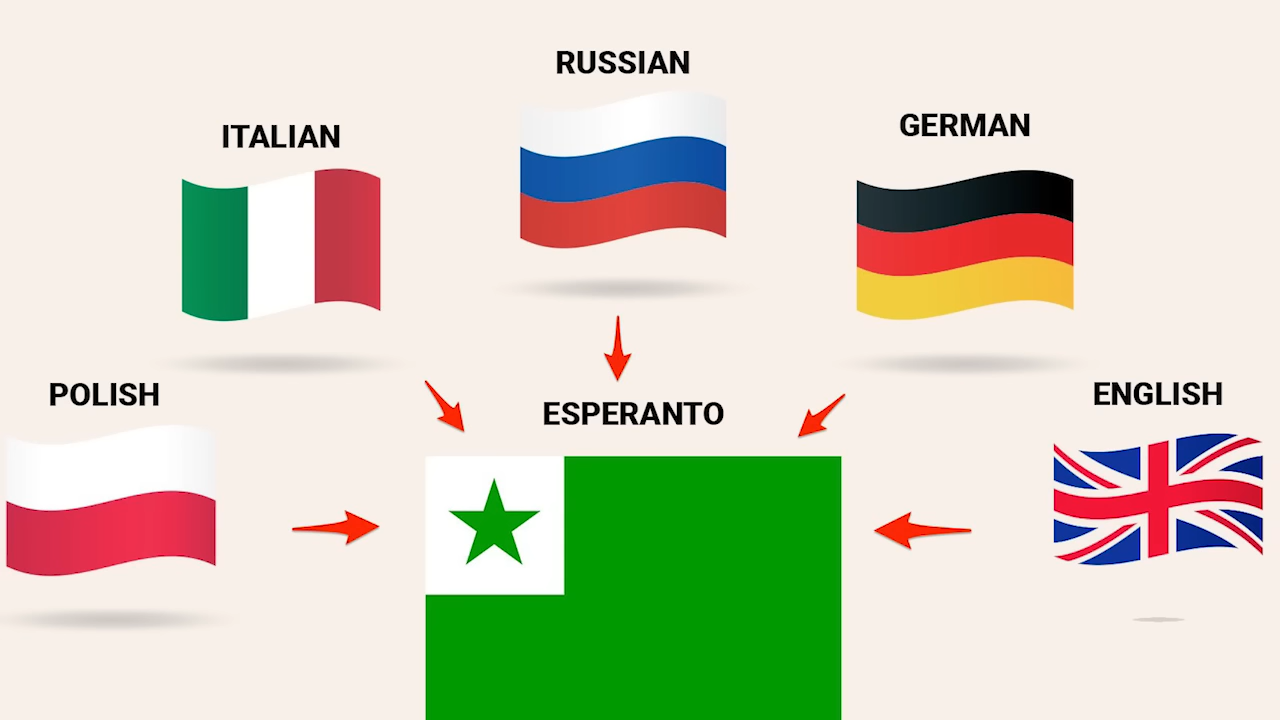 RUSSIAN
ITALIAN
GERMAN
POLISH
ESPERANTO
ENGLISH